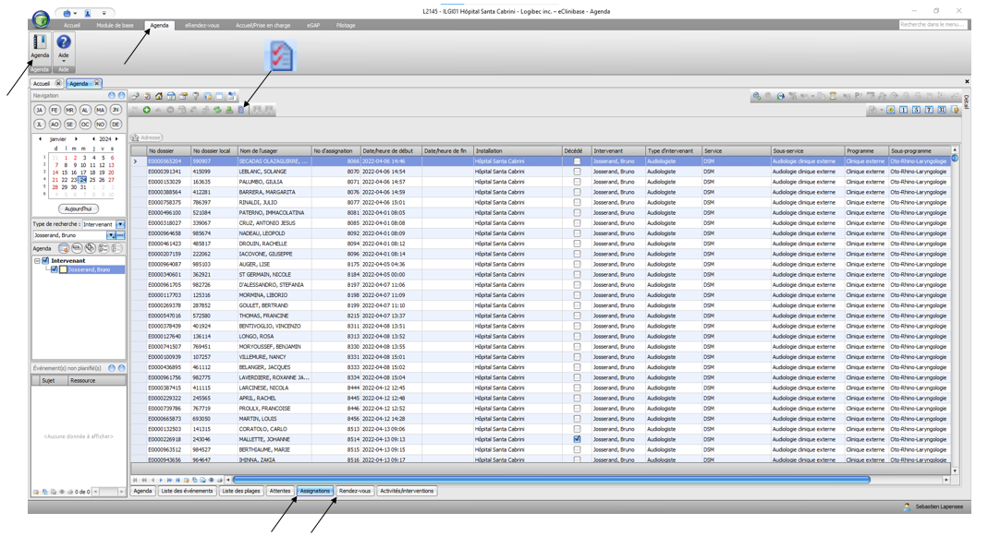 L2145 - ILGI01 Hôpital Santa Cabrini - Logibec inc. – eClinibase - Agenda
Accueil Module de base Agenda eRendez-vous Accueil/Prise en charge eGAP Pilotage Recherche dans le menu...
Agenda Aide
Agenda Aide
Accueil Agenda
Navigation
JA FE MR AL MA JN
JL AO SE OC NO DE
janvier 2024
d l m m j v s
1 1 2 3 4 5 6
2 7 8 9 10 11 12 13
3 14 15 16 17 18 19 20
4 21 22 23 24 25 26 27
5 28 29 30 31 1 2 3
6 4 5 6 7 8 9 10
Aujourd'hui
Type de recherche : Intervenant
Josserand, Bruno
Agenda
Intervenant
Josserand, Bruno
Évènement(s) non planifié(s)
Sujet Ressource
<Aucune donnée à afficher>
0 de 0
Adresse
Détail
1 5 7 31
No dossier No dossier local Nom de l'usager No d'assignation Date/heure de début Date/heure de fin Installation Décédé Intervenant Type d'intervenant Service Sous-service Programme Sous-programme
E0000565204 590907 SECADAS OLAZAGUIRRE, ... 8066 2022-04-06 14:46 Hôpital Santa Cabrini Josserand, Bruno Audiologiste DSM Audiologie clinique externe Clinique externe Oto-Rhino-Laryngologie
E0000391341 415099 LEBLANC, SOLANGE 8070 2022-04-06 14:54 Hôpital Santa Cabrini Josserand, Bruno Audiologiste DSM Audiologie clinique externe Clinique externe Oto-Rhino-Laryngologie
E0000153029 163635 PALUMBO, GIULIA 8071 2022-04-06 14:57 Hôpital Santa Cabrini Josserand, Bruno Audiologiste DSM Audiologie clinique externe Clinique externe Oto-Rhino-Laryngologie
E0000388564 412281 BARRERA, MARGARITA 8076 2022-04-06 14:59 Hôpital Santa Cabrini Josserand, Bruno Audiologiste DSM Audiologie clinique externe Clinique externe Oto-Rhino-Laryngologie
E0000758375 786397 RINALDI, JULIO 8077 2022-04-06 15:01 Hôpital Santa Cabrini Josserand, Bruno Audiologiste DSM Audiologie clinique externe Clinique externe Oto-Rhino-Laryngologie
E0000496100 521084 PATERNO, IMMACOLATINA 8081 2022-04-01 08:05 Hôpital Santa Cabrini Josserand, Bruno Audiologiste DSM Audiologie clinique externe Clinique externe Oto-Rhino-Laryngologie
E0000318027 339067 CRUZ, ANTONIO JESUS 8085 2022-04-01 08:08 Hôpital Santa Cabrini Josserand, Bruno Audiologiste DSM Audiologie clinique externe Clinique externe Oto-Rhino-Laryngologie
E0000964658 985674 NADEAU, LEOPOLD 8092 2022-04-01 08:09 Hôpital Santa Cabrini Josserand, Bruno Audiologiste DSM Audiologie clinique externe Clinique externe Oto-Rhino-Laryngologie
E0000461423 485817 DROUIN, RACHELLE 8094 2022-04-01 08:12 Hôpital Santa Cabrini Josserand, Bruno Audiologiste DSM Audiologie clinique externe Clinique externe Oto-Rhino-Laryngologie
E0000207159 222062 IACOVONE, GIUSEPPE 8096 2022-04-01 08:14 Hôpital Santa Cabrini Josserand, Bruno Audiologiste DSM Audiologie clinique externe Clinique externe Oto-Rhino-Laryngologie
E0000964087 985103 AUGER, LISE 8175 2022-04-05 04:36 Hôpital Santa Cabrini Josserand, Bruno Audiologiste DSM Audiologie clinique externe Clinique externe Oto-Rhino-Laryngologie
E0000340601 362921 ST GERMAIN, NICOLE 8184 2022-04-05 00:00 Hôpital Santa Cabrini Josserand, Bruno Audiologiste DSM Audiologie clinique externe Clinique externe Oto-Rhino-Laryngologie
E0000961705 982726 D'ALESSANDRO, STEFANIA 8197 2022-04-07 11:06 Hôpital Santa Cabrini Josserand, Bruno Audiologiste DSM Audiologie clinique externe Clinique externe Oto-Rhino-Laryngologie
E0000117703 125316 MORMINA, LIBORIO 8198 2022-04-07 11:09 Hôpital Santa Cabrini Josserand, Bruno Audiologiste DSM Audiologie clinique externe Clinique externe Oto-Rhino-Laryngologie
E0000269378 287852 GOULET, BERTRAND 8199 2022-04-07 11:10 Hôpital Santa Cabrini Josserand, Bruno Audiologiste DSM Audiologie clinique externe Clinique externe Oto-Rhino-Laryngologie
E0000547016 572580 THOMAS, FRANCINE 8215 2022-04-07 13:37 Hôpital Santa Cabrini Josserand, Bruno Audiologiste DSM Audiologie clinique externe Clinique externe Oto-Rhino-Laryngologie
E0000378439 401924 BENTIVOGLIO, VINCENZO 8311 2022-04-08 13:51 Hôpital Santa Cabrini Josserand, Bruno Audiologiste DSM Audiologie clinique externe Clinique externe Oto-Rhino-Laryngologie
E0000127640 136114 LONGO, ROSA 8313 2022-04-08 13:52 Hôpital Santa Cabrini Josserand, Bruno Audiologiste DSM Audiologie clinique externe Clinique externe Oto-Rhino-Laryngologie
E0000741507 769451 MORYOUSSEF, BENJAMIN 8330 2022-04-08 13:55 Hôpital Santa Cabrini Josserand, Bruno Audiologiste DSM Audiologie clinique externe Clinique externe Oto-Rhino-Laryngologie
E0000100939 107257 VILLEMURE, NANCY 8331 2022-04-08 15:01 Hôpital Santa Cabrini Josserand, Bruno Audiologiste DSM Audiologie clinique externe Clinique externe Oto-Rhino-Laryngologie
E0000436895 461112 BELANGER, JACQUES 8333 2022-04-08 15:02 Hôpital Santa Cabrini Josserand, Bruno Audiologiste DSM Audiologie clinique externe Clinique externe Oto-Rhino-Laryngologie
E0000961756 982775 LAVERDIERE, ROXANNE JA... 8334 2022-04-08 15:04 Hôpital Santa Cabrini Josserand, Bruno Audiologiste DSM Audiologie clinique externe Clinique externe Oto-Rhino-Laryngologie
E0000387415 411115 LARCINESE, NICOLA 8444 2022-04-12 12:45 Hôpital Santa Cabrini Josserand, Bruno Audiologiste DSM Audiologie clinique externe Clinique externe Oto-Rhino-Laryngologie
E0000229322 245565 APRIL, RACHEL 8445 2022-04-12 12:48 Hôpital Santa Cabrini Josserand, Bruno Audiologiste DSM Audiologie clinique externe Clinique externe Oto-Rhino-Laryngologie
E0000739786 767719 PROULX, FRANCOISE 8446 2022-04-12 12:52 Hôpital Santa Cabrini Josserand, Bruno Audiologiste DSM Audiologie clinique externe Clinique externe Oto-Rhino-Laryngologie
E0000665873 693050 MARTIN, LOUIS 8456 2022-04-12 14:28 Hôpital Santa Cabrini Josserand, Bruno Audiologiste DSM Audiologie clinique externe Clinique externe Oto-Rhino-Laryngologie
E0000132503 141315 CORATOLO, CARLO 8513 2022-04-13 09:06 Hôpital Santa Cabrini Josserand, Bruno Audiologiste DSM Audiologie clinique externe Clinique externe Oto-Rhino-Laryngologie
E0000226918 243046 MALLETTE, JOHANNE 8514 2022-04-13 09:13 Hôpital Santa Cabrini Josserand, Bruno Audiologiste DSM Audiologie clinique externe Clinique externe Oto-Rhino-Laryngologie
E0000963512 984527 BERTHIAUME, MARIE 8515 2022-04-13 09:15 Hôpital Santa Cabrini Josserand, Bruno Audiologiste DSM Audiologie clinique externe Clinique externe Oto-Rhino-Laryngologie
E0000943656 964647 IHINNA, ZAKIA 8516 2022-04-13 09:17 Hôpital Santa Cabrini Josserand, Bruno Audiologiste DSM Audiologie clinique externe Clinique externe Oto-Rhino-Laryngologie
Agenda Liste des évènements Liste des plages Attentes Assignations Rendez-vous Activités/Interventions
Sebastien Lapensee